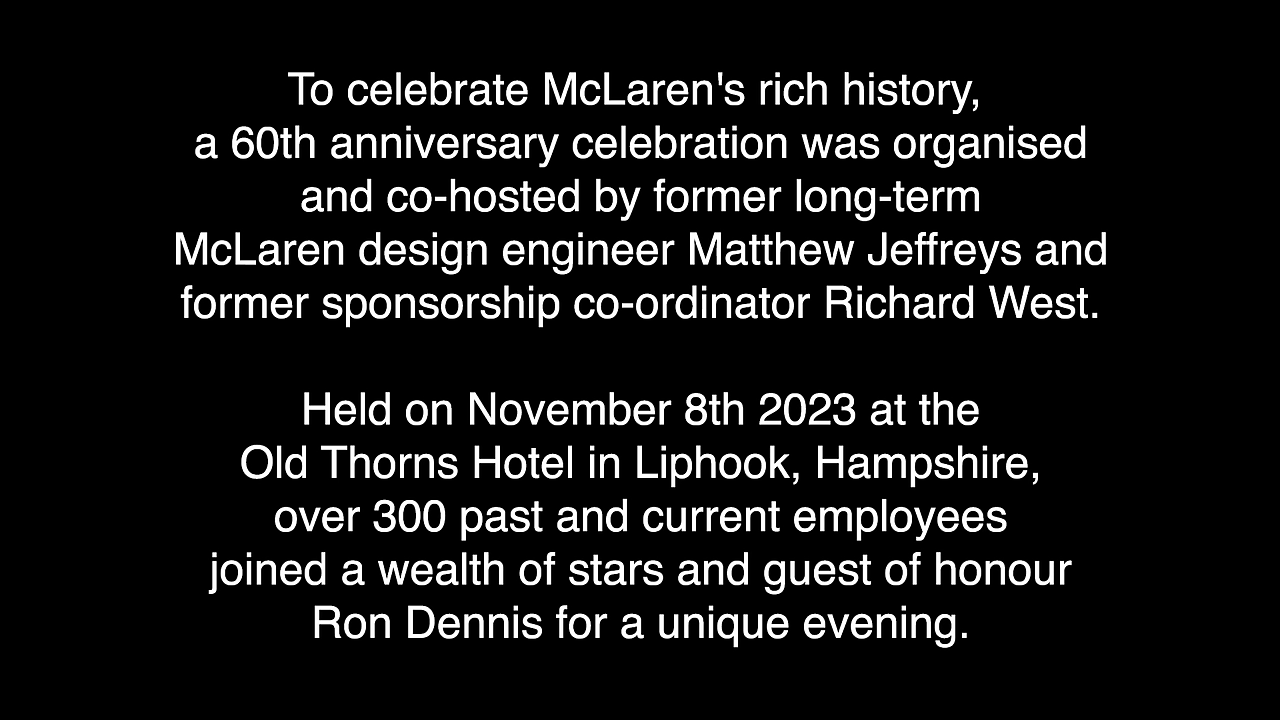 To celebrate McLaren's rich history,
a 60th anniversary celebration was organised
and co-hosted by former long-term
McLaren design engineer Matthew Jeffreys and
former sponsorship co-ordinator Richard West.
Held on November 8th 2023 at the
Old Thorns Hotel in Liphook, Hampshire,
over 300 past and current employees
joined a wealth of stars and guest of honour
Ron Dennis for a unique evening.